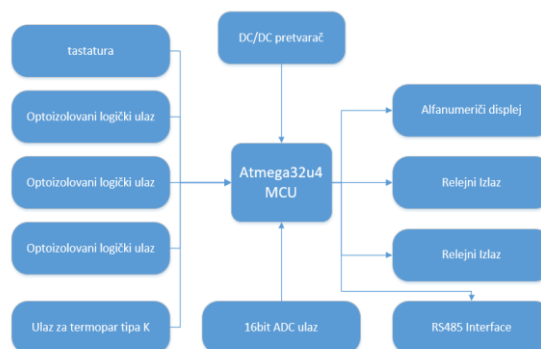 tastatura
Optoizolovani logički ulaz
Optoizolovani logički ulaz
Optoizolovani logički ulaz
Ulaz za termopar tipa K
DC/DC pretvarač
Atmega32u4
MCU
16bit ADC ulaz
Alfanumeriči displej
Relejni Izlaz
Relejni Izlaz
RS485 Interface